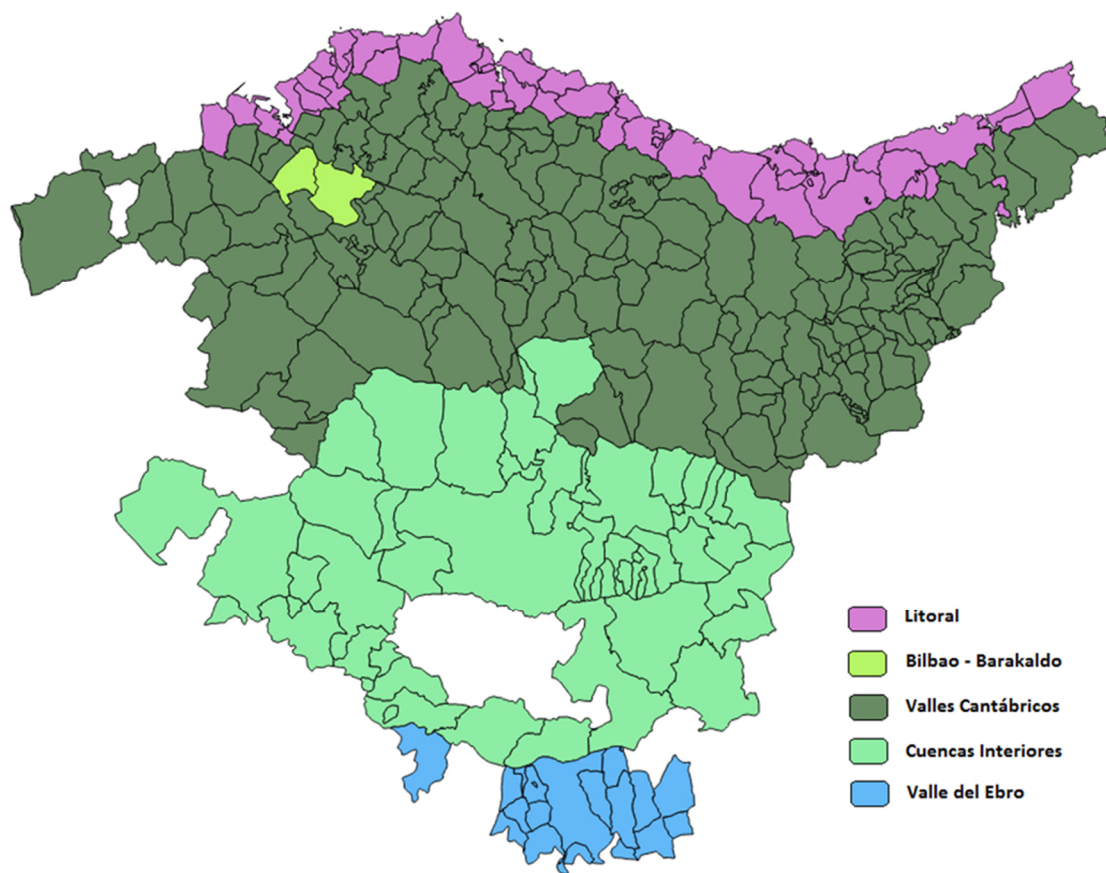 Litoral
Bilbao - Barakaldo
Valles Cantábricos
Cuencas Interiores
Valle del Ebro